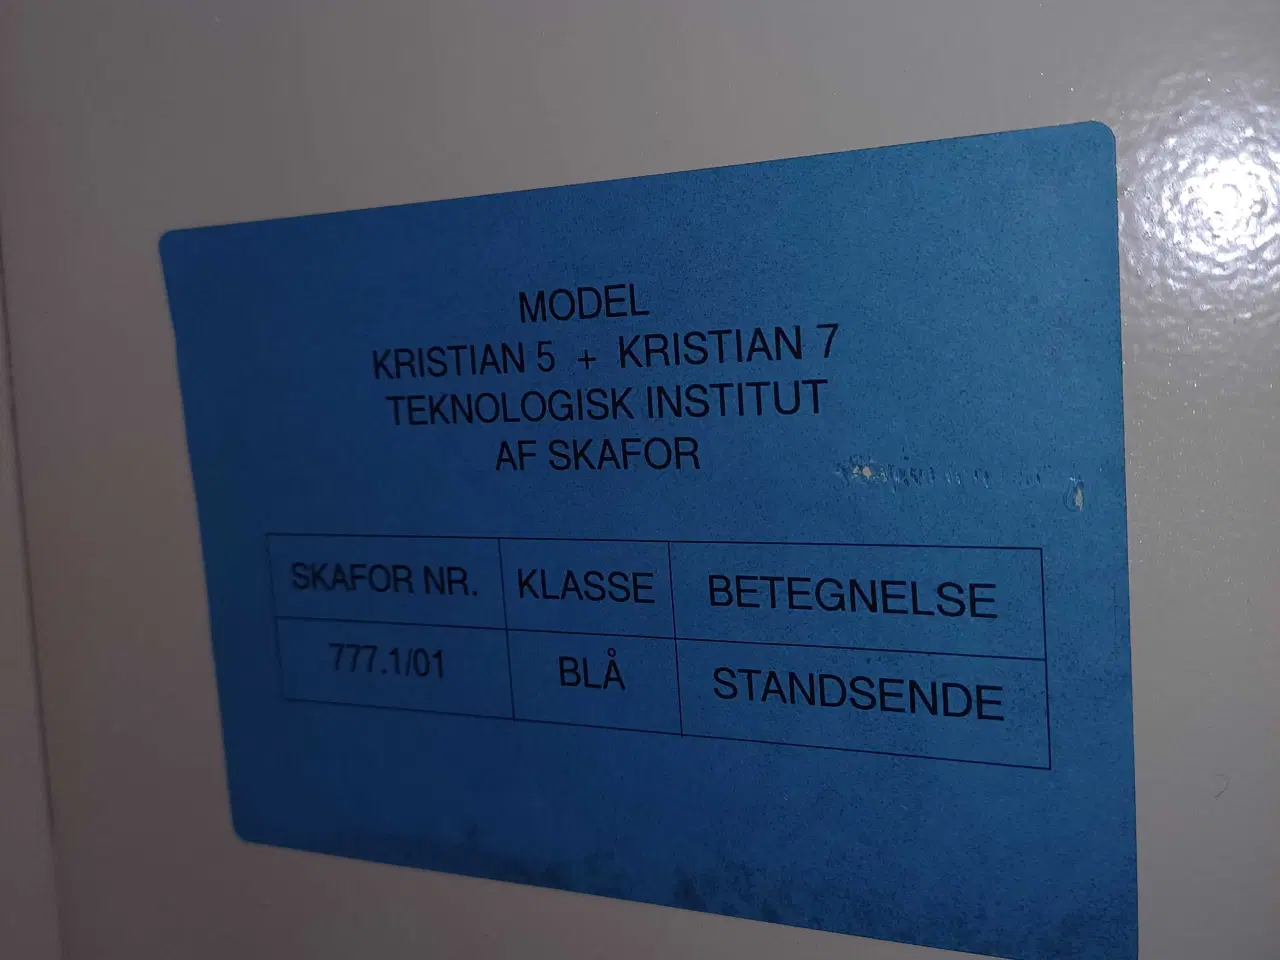 MODEL
KRISTIAN 5 + KRISTIAN 7
TEKNOLOGISK INSTITUT
AF SKAFOR
SKAFOR NR. KLASSE BETEGNELSE
777.1/01 BLÅ STANDSENDE